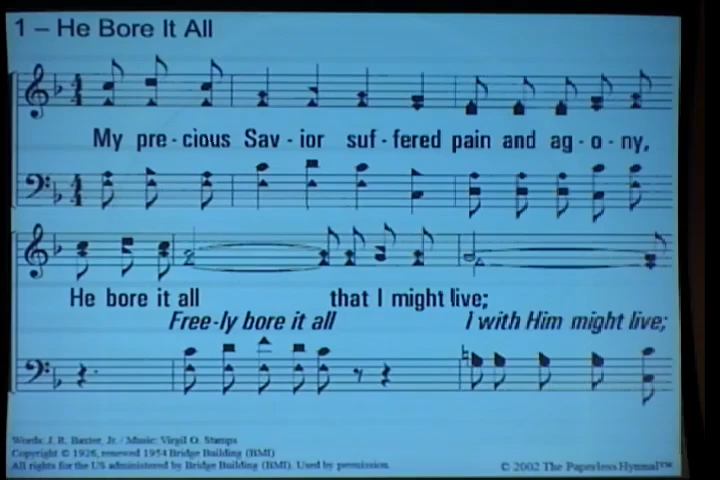 1 – He Bore It All
My pre - cious Sav - ior suf - fered pain and ag - o - ny,
He bore it all that I might live;
Free-ly bore it all I with Him might live;
Words: J. R. Baxter, Jr. / Music: Virgil O. Stamps
Copyright © 1926, renewed 1954 Bridge Building (BMI)
All rights for the US administered by Bridge Building (BMI). Used by permission.
© 2002 The Paperless Hymnal™